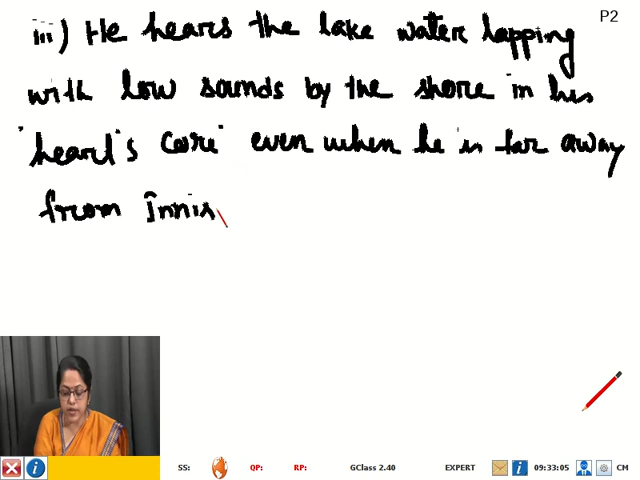 P2
iii) He hears the lake water lapping
with low sounds by the shore in his
'heart's core' even when he is far away
from Innis
SS: QP: RP: GClass 2.40 EXPERT 09:33:05 CM